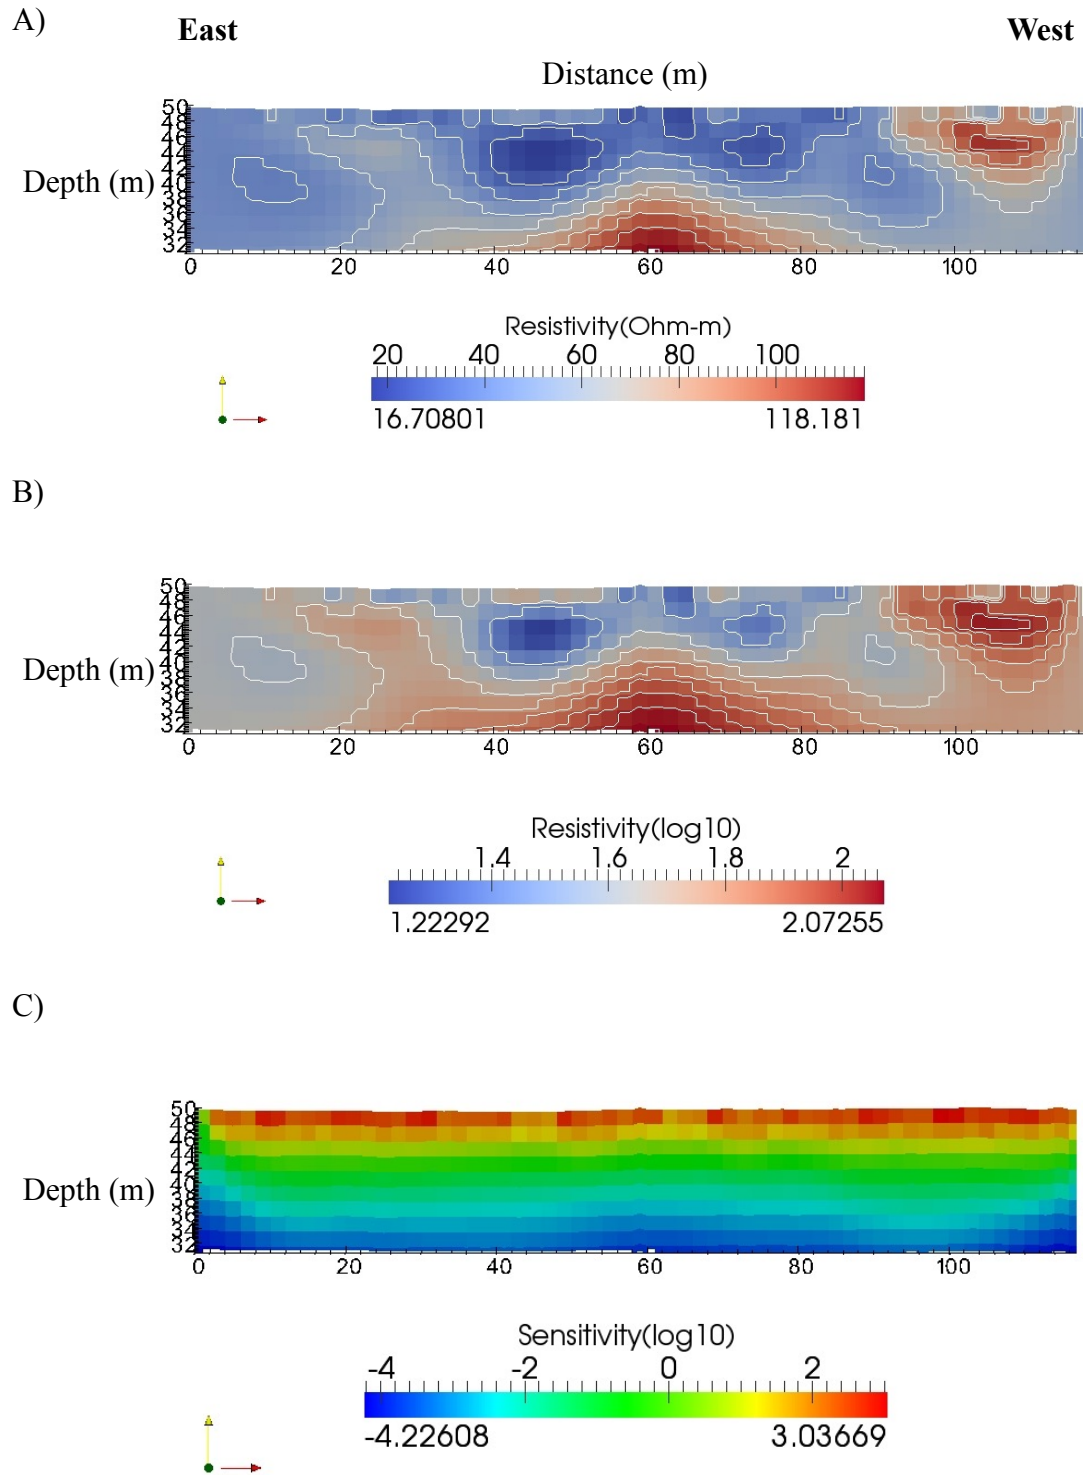 A)
East West
Distance (m)
Depth (m)
50
48
46
44
42
40
38
36
34
32
0 20 40 60 80 100
Resistivity(Ohm-m)
20 40 60 80 100
16.70801 118.181
B)
Depth (m)
50
48
46
44
42
40
38
36
34
32
0 20 40 60 80 100
Resistivity(log10)
1.4 1.6 1.8 2
1.22292 2.07255
C)
Depth (m)
50
48
46
44
42
40
38
36
34
32
0 20 40 60 80 100
Sensitivity(log10)
-4 -2 0 2
-4.22608 3.03669